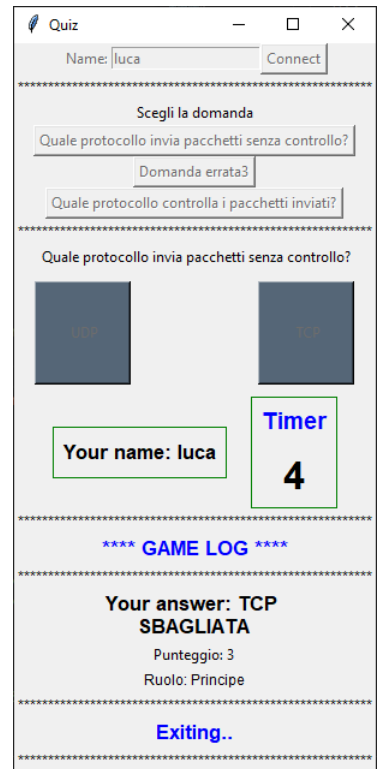 Quiz
Name: luca Connect
******************************************************************
Scegli la domanda
Quale protocollo invia pacchetti senza controllo?
Domanda errata3
Quale protocollo controlla i pacchetti inviati?
******************************************************************
Quale protocollo invia pacchetti senza controllo?
UDP TCP
Timer
Your name: luca
4
******************************************************************
**** GAME LOG ****
******************************************************************
Your answer: TCP
SBAGLIATA
Punteggio: 3
Ruolo: Principe
******************************************************************
Exiting..
******************************************************************